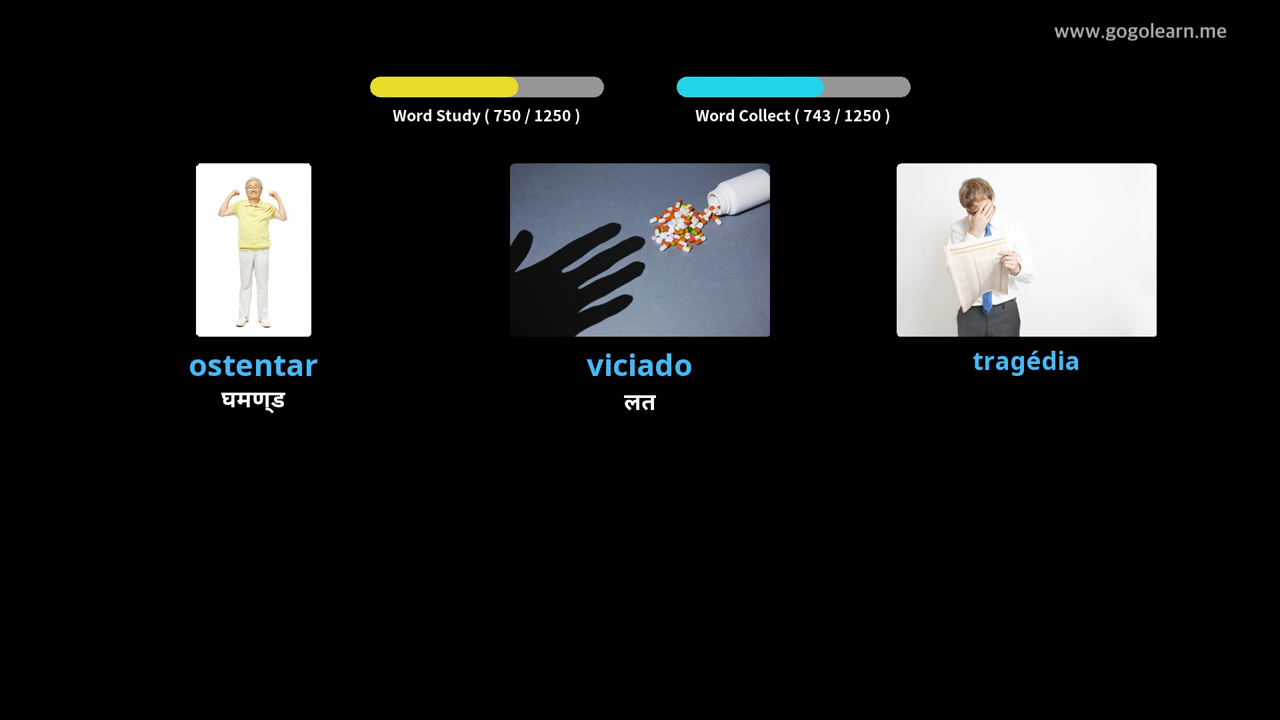 www.gogolearn.me
Word Study ( 750 / 1250 )
Word Collect ( 743 / 1250 )
ostentar
घमण्ड
viciado
लत
tragédia